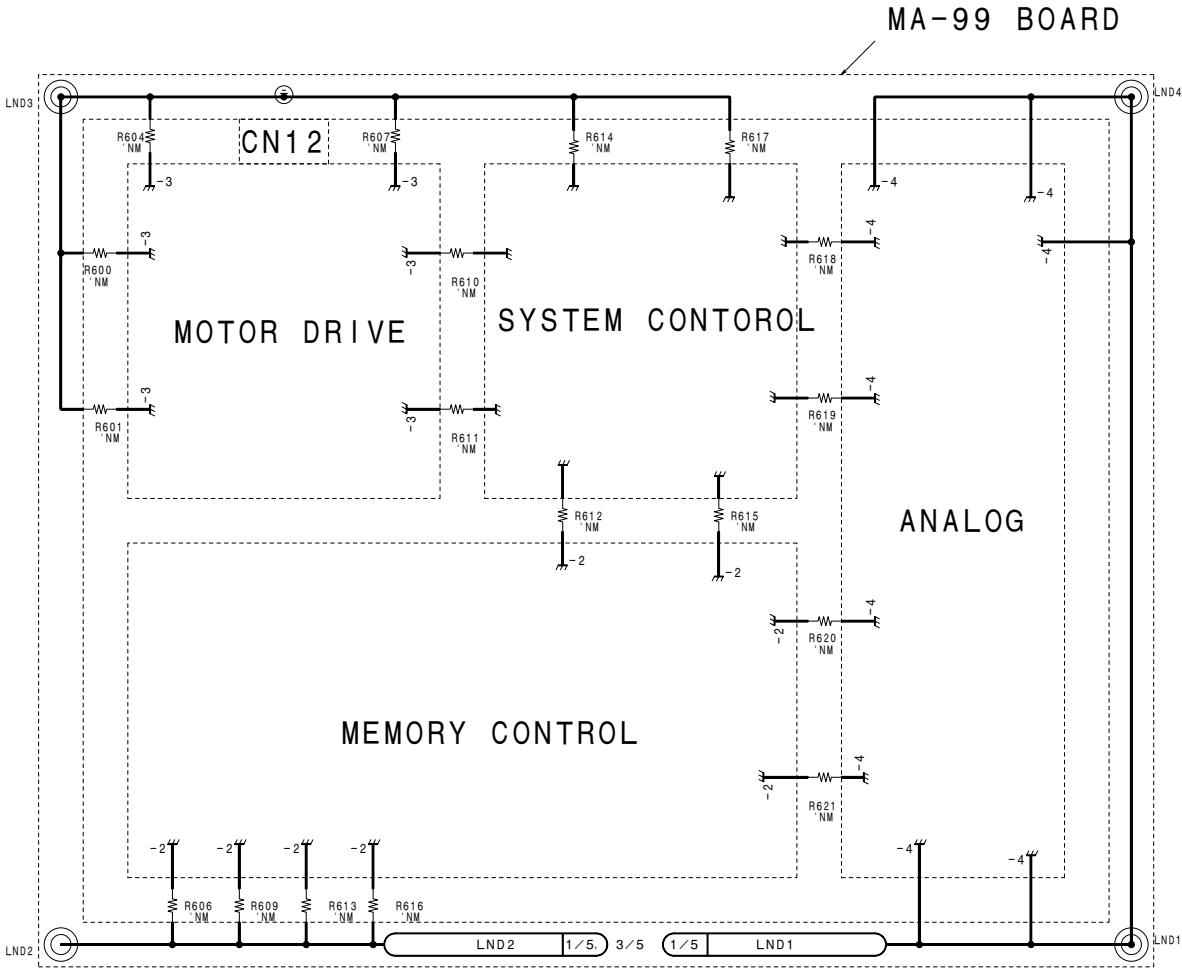 MA-99 BOARD
LND3
LND4
R604
'NM
CN12
R607
'NM
R614
'NM
R617
'NM
-3
-3
-4
-4
-3
R600
'NM
-3
R610
'NM
R618
'NM
-4
-4
MOTOR DRIVE
SYSTEM CONTOROL
-3
R601
'NM
-3
R611
'NM
R619
'NM
-4
R612
'NM
R615
'NM
ANALOG
-2
-2
-2
R620
'NM
-4
MEMORY CONTROL
-2
R621
'NM
-4
-2
-2
-2
-2
-4
-4
R606
'NM
R609
'NM
R613
'NM
R616
'NM
LND2
LND2 1/5. 3/5 1/5 LND1
LND1